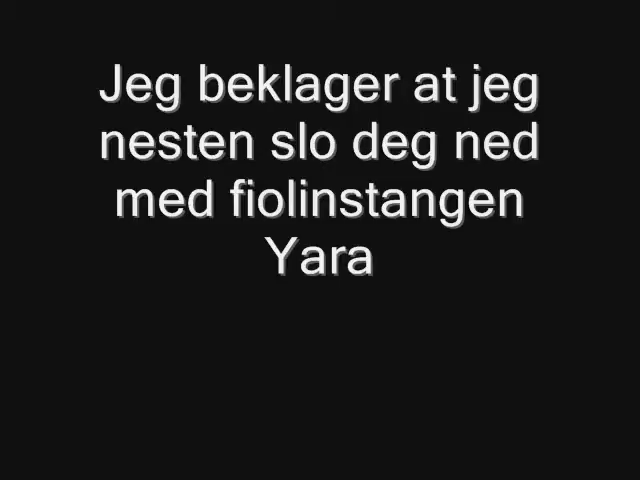 Jeg beklager at jeg
nesten slo deg ned
med fiolinstangen
Yara